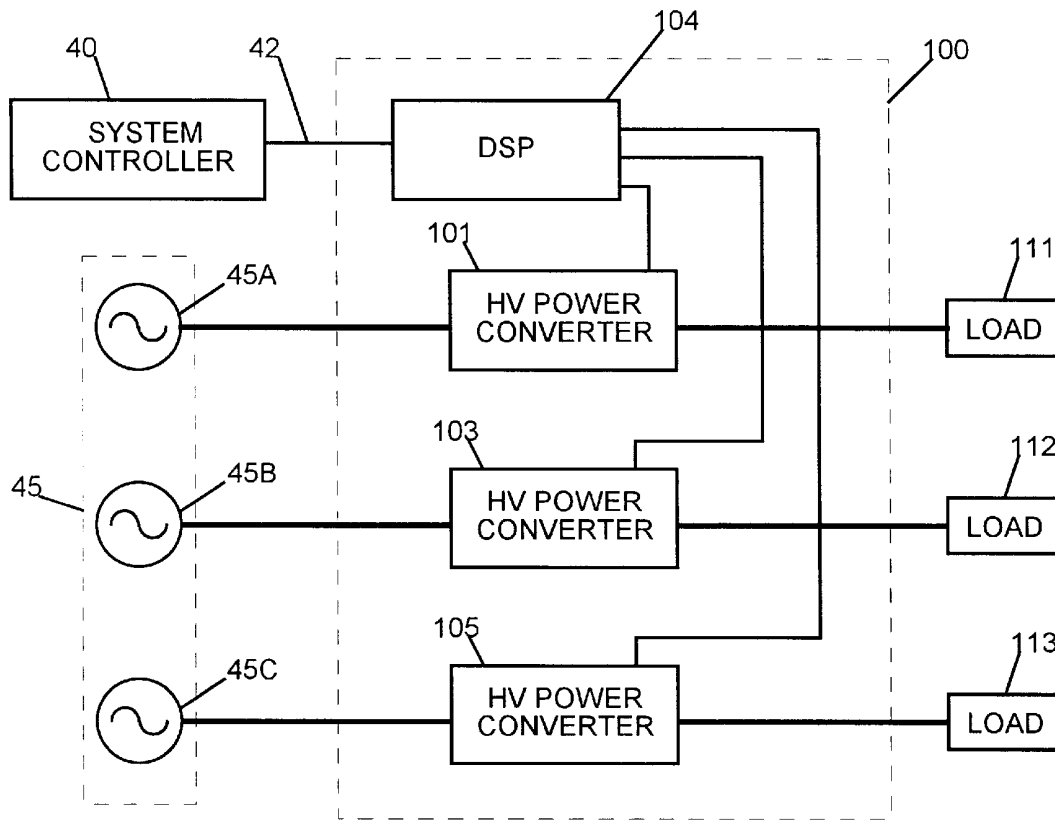 40
42
104
100
SYSTEM
CONTROLLER
DSP
101
111
45A
HV POWER
CONVERTER
LOAD
103
112
45
45B
HV POWER
CONVERTER
LOAD
105
113
45C
HV POWER
CONVERTER
LOAD